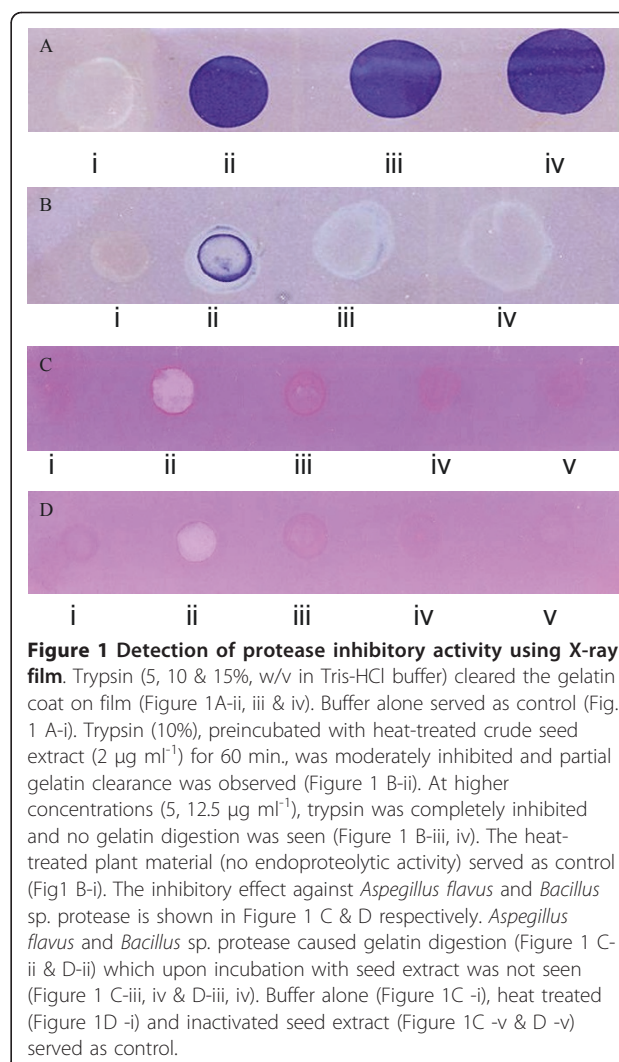 A
i ii iii iv
B
i ii iii iv
C
i ii iii iv v
D
i ii iii iv v
Figure 1 Detection of protease inhibitory activity using X-ray
film. Trypsin (5, 10 & 15%, w/v in Tris-HCl buffer) cleared the gelatin
coat on film (Figure 1A-ii, iii & iv). Buffer alone served as control (Fig.
1 A-i). Trypsin (10%), preincubated with heat-treated crude seed
extract (2 μg ml⁻¹) for 60 min., was moderately inhibited and partial
gelatin clearance was observed (Figure 1 B-ii). At higher
concentrations (5, 12.5 μg ml⁻¹), trypsin was completely inhibited
and no gelatin digestion was seen (Figure 1 B-iii, iv). The heat-
treated plant material (no endoproteolytic activity) served as control
(Fig1 B-i). The inhibitory effect against Aspegillus flavus and Bacillus
sp. protease is shown in Figure 1 C & D respectively. Aspegillus
flavus and Bacillus sp. protease caused gelatin digestion (Figure 1 C-
ii & D-ii) which upon incubation with seed extract was not seen
(Figure 1 C-iii, iv & D-iii, iv). Buffer alone (Figure 1C -i), heat treated
(Figure 1D -i) and inactivated seed extract (Figure 1C -v & D -v)
served as control.